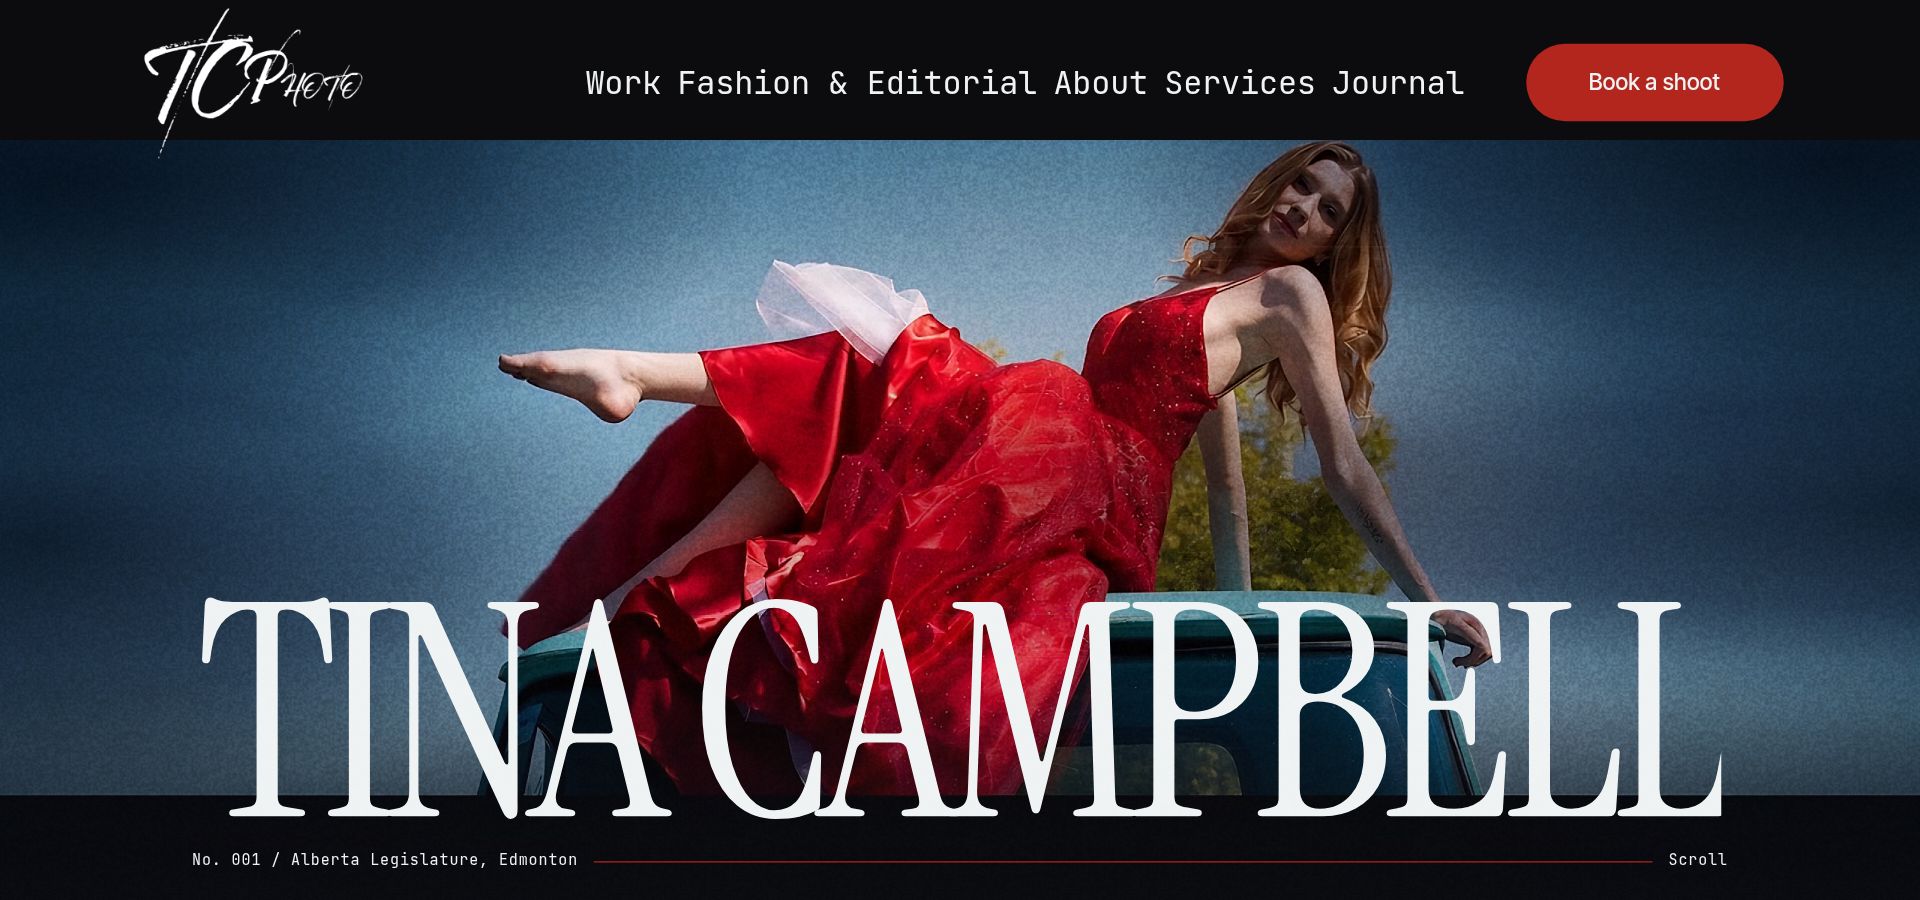 TCPHOTO
Work Fashion & Editorial About Services Journal
Book a shoot
TINA CAMPBELL
No. 001 / Alberta Legislature, Edmonton
Scroll